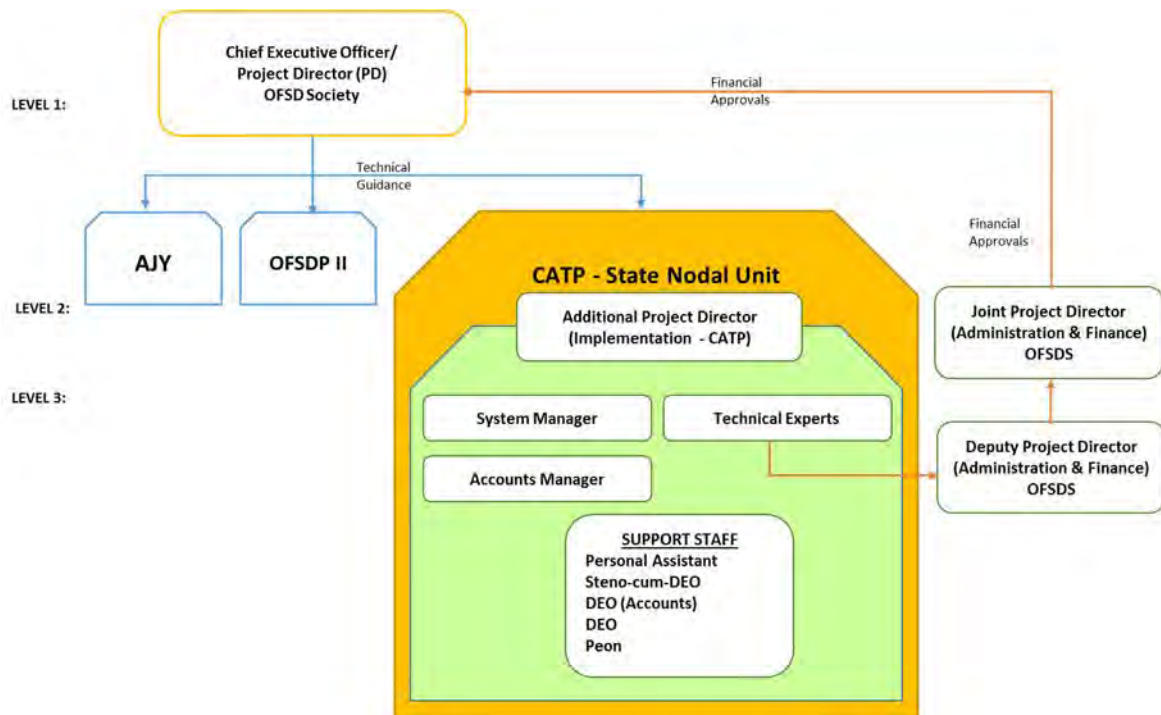 Chief Executive Officer/
Project Director (PD)
OFSD Society
LEVEL 1:
Financial
Approvals
Technical
Guidance
AJY
OFSDP II
Financial
Approvals
CATP - State Nodal Unit
LEVEL 2:
Additional Project Director
(Implementation - CATP)
Joint Project Director
(Administration & Finance)
OFSDS
LEVEL 3:
System Manager
Technical Experts
Deputy Project Director
(Administration & Finance)
OFSDS
Accounts Manager
SUPPORT STAFF
Personal Assistant
Steno-cum-DEO
DEO (Accounts)
DEO
Peon